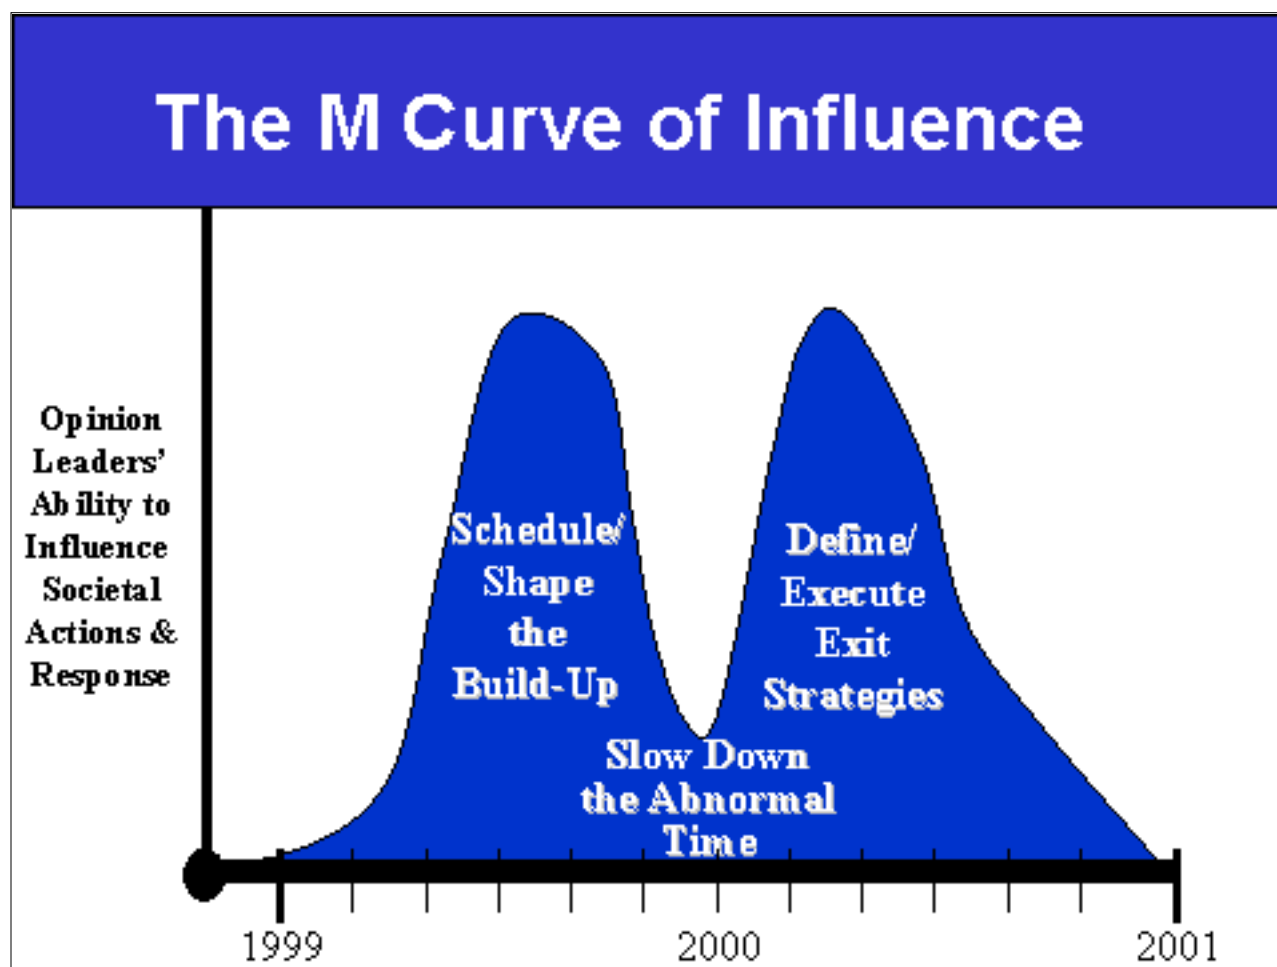 The M Curve of Influence
Opinion
Leaders’
Ability to
Influence
Societal
Actions &
Response
Schedule/
Shape
the
Build-Up
Define/
Execute
Exit
Strategies
Slow Down
the Abnormal
Time
1999
2000
2001